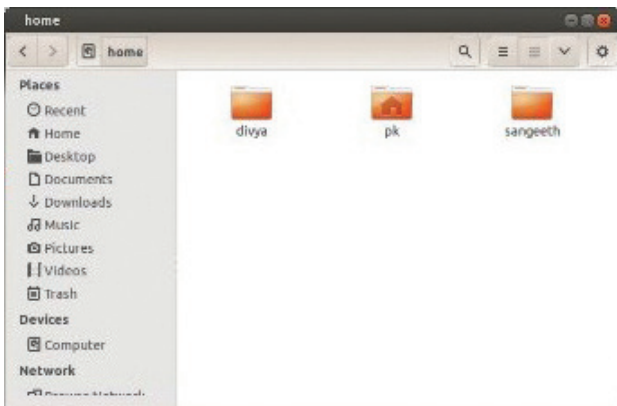 home
home
Places
Recent
Home
Desktop
Documents
Downloads
Music
Pictures
Videos
Trash
Devices
Computer
Network
divya
pk
sangeeth